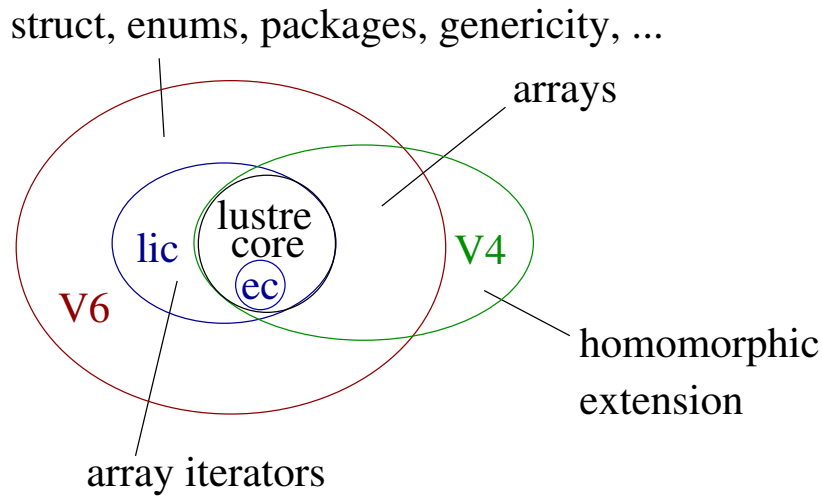 struct, enums, packages, genericity, ...
arrays
lustre
core
lic
V4
ec
V6
homomorphic
extension
array iterators